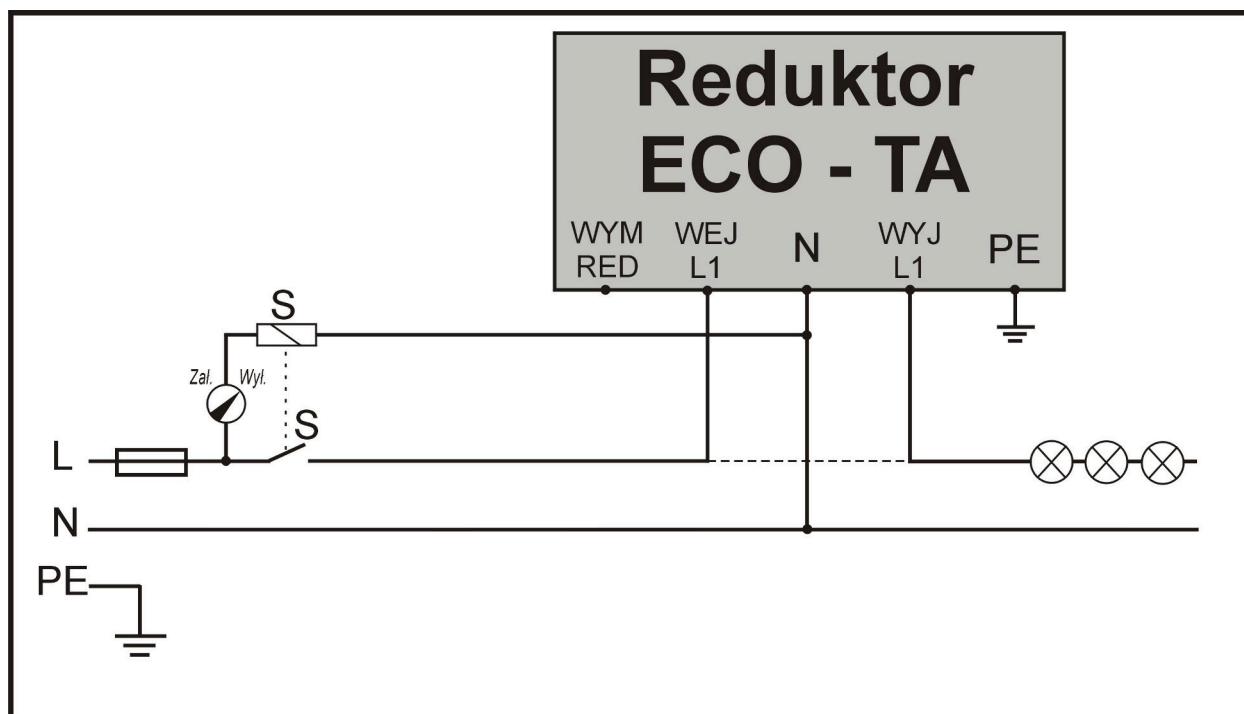 Reduktor
ECO - TA
WYM RED
WEJ L1
N
WYJ L1
PE
S
Zał. Wył.
S
L
N
PE